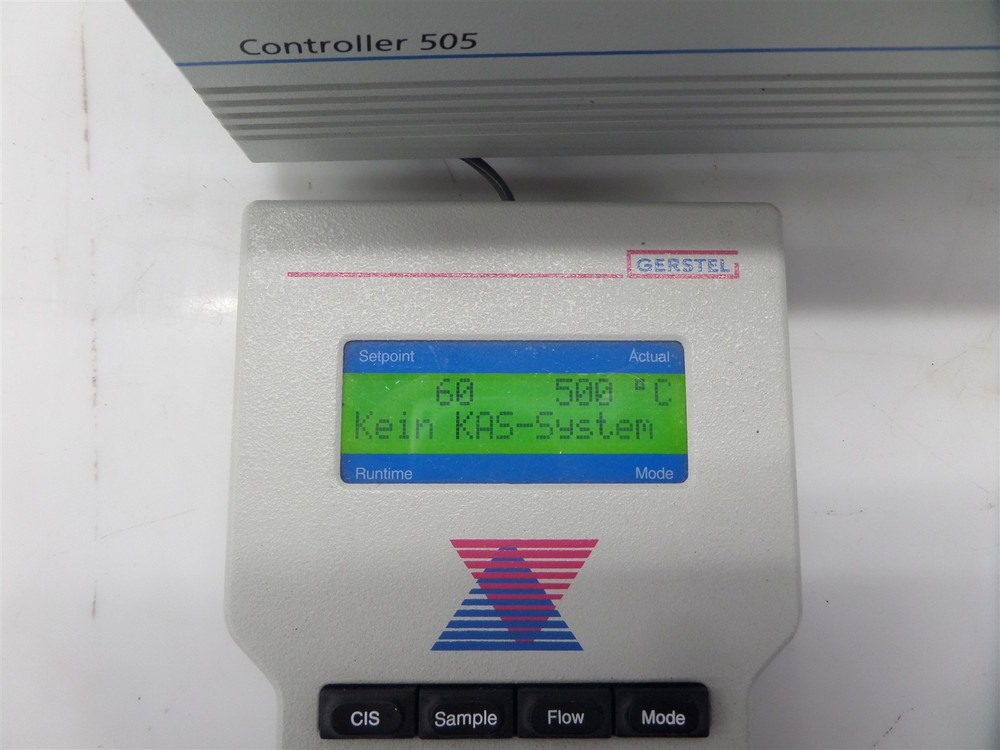 Controller 505
GERSTEL
Setpoint Actual
60 500 °C
Kein KAS-System
Runtime Mode
CIS Sample Flow Mode